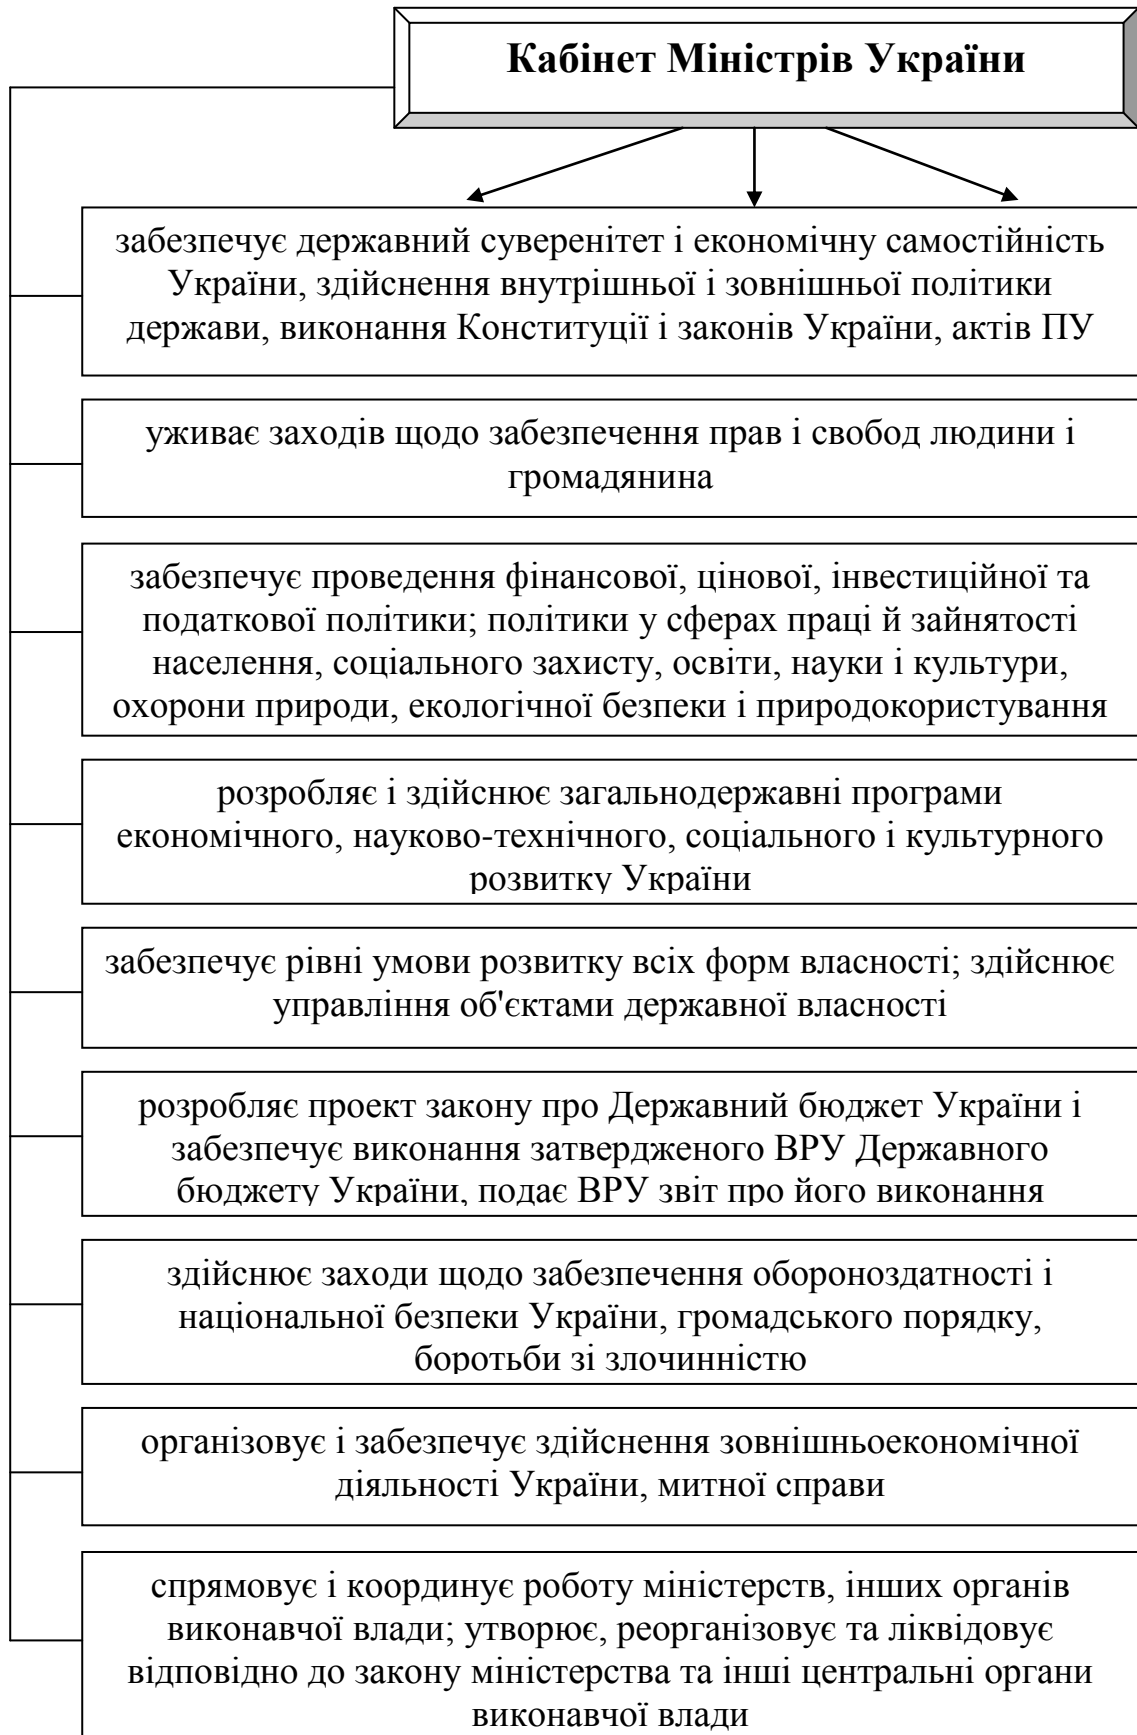 Кабінет Міністрів України
забезпечує державний суверенітет і економічну самостійність
України, здійснення внутрішньої і зовнішньої політики
держави, виконання Конституції і законів України, актів ПУ
уживає заходів щодо забезпечення прав і свобод людини і
громадянина
забезпечує проведення фінансової, цінової, інвестиційної та
податкової політики; політики у сферах праці й зайнятості
населення, соціального захисту, освіти, науки і культури,
охорони природи, екологічної безпеки і природокористування
розробляє і здійснює загальнодержавні програми
економічного, науково-технічного, соціального і культурного
розвитку України
забезпечує рівні умови розвитку всіх форм власності; здійснює
управління об'єктами державної власності
розробляє проект закону про Державний бюджет України і
забезпечує виконання затвердженого ВРУ Державного
бюджету України, подає ВРУ звіт про його виконання
здійснює заходи щодо забезпечення обороноздатності і
національної безпеки України, громадського порядку,
боротьби зі злочинністю
організовує і забезпечує здійснення зовнішньоекономічної
діяльності України, митної справи
спрямовує і координує роботу міністерств, інших органів
виконавчої влади; утворює, реорганізовує та ліквідовує
відповідно до закону міністерства та інші центральні органи
виконавчої влади